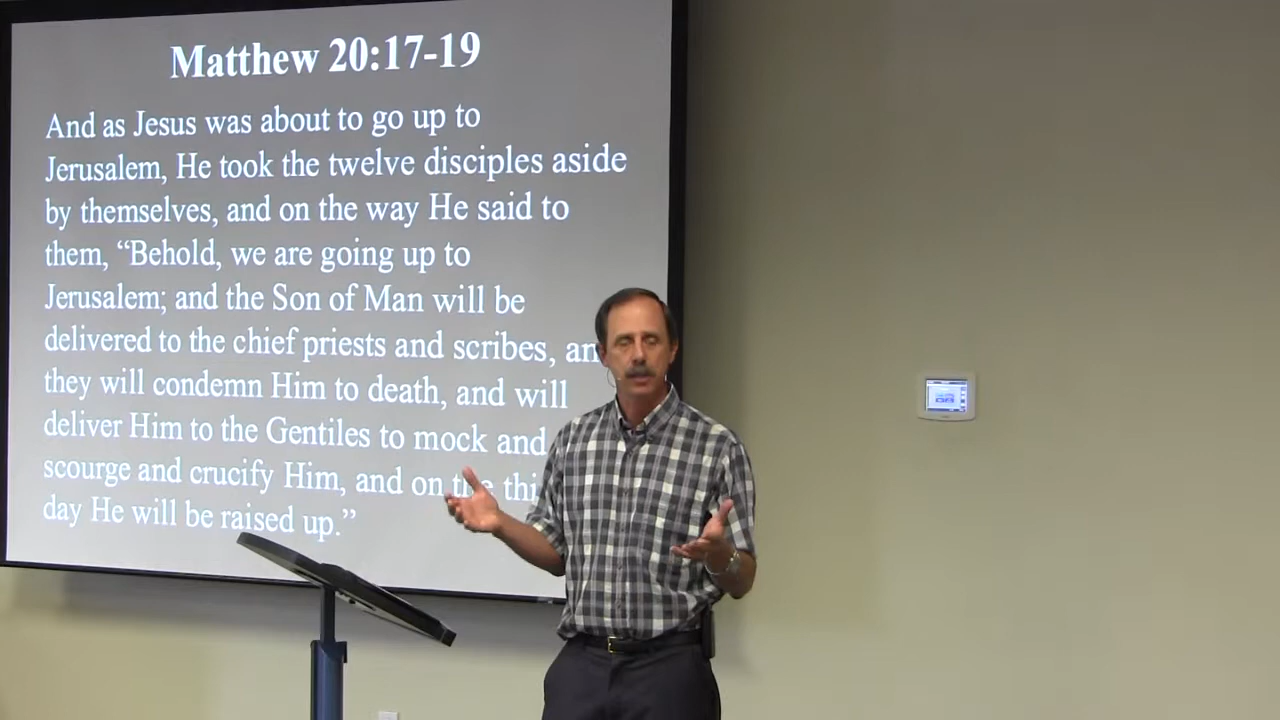 Matthew 20:17-19
And as Jesus was about to go up to
Jerusalem, He took the twelve disciples aside
by themselves, and on the way He said to
them, “Behold, we are going up to
Jerusalem; and the Son of Man will be
delivered to the chief priests and scribes, an
they will condemn Him to death, and will
deliver Him to the Gentiles to mock and
scourge and crucify Him, and on the thi
day He will be raised up.”